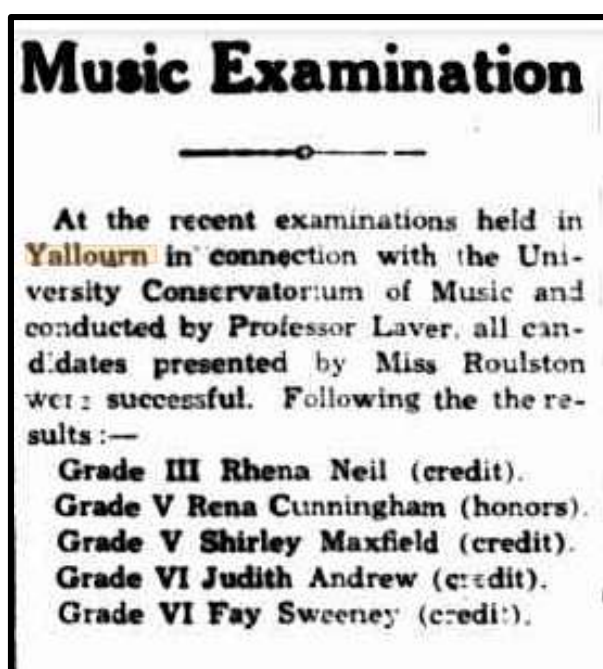 Music Examination
At the recent examinations held in
Yallourn in connection with the Uni-
versity Conservatorium of Music and
conducted by Professor Laver, all can-
didates presented by Miss Roulston
were successful. Following the the re-
sults :—
Grade III Rhena Neil (credit).
Grade V Rena Cunningham (honors).
Grade V Shirley Maxfield (credit).
Grade VI Judith Andrew (credit).
Grade VI Fay Sweeney (credit).